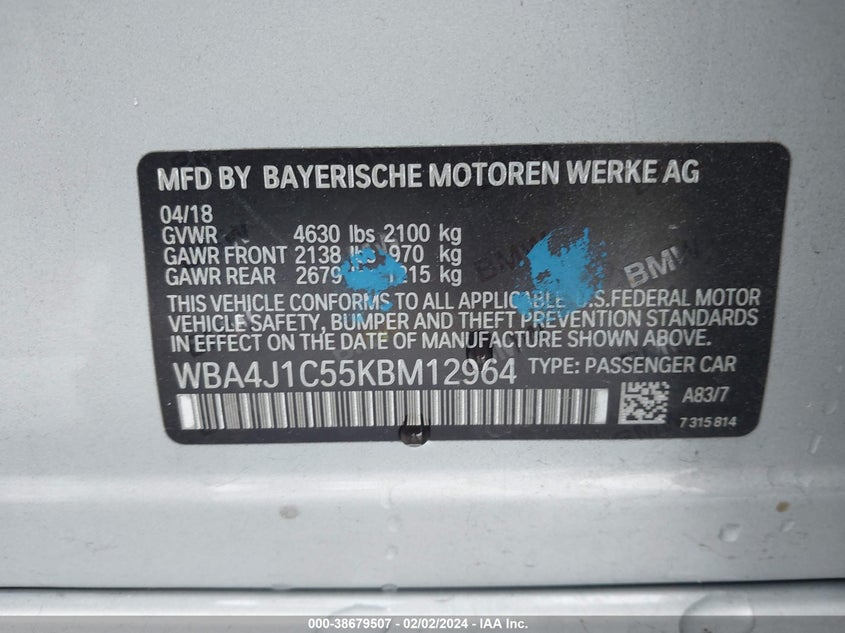 MFD BY BAYERISCHE MOTOREN WERKE AG
04/18
GVWR 4630 lbs 2100 kg
GAWR FRONT 2138 lbs 970 kg
GAWR REAR 2679 1215 kg
THIS VEHICLE CONFORMS TO ALL APPLICABLE U.S.FEDERAL MOTOR
VEHICLE SAFETY, BUMPER AND THEFT PREVENTION STANDARDS
IN EFFECT ON THE DATE OF MANUFACTURE SHOWN ABOVE.
WBA4J1C55KBM12964 TYPE: PASSENGER CAR
A83/7
7 315 814
000-38679507 - 02/02/2024 - IAA Inc.